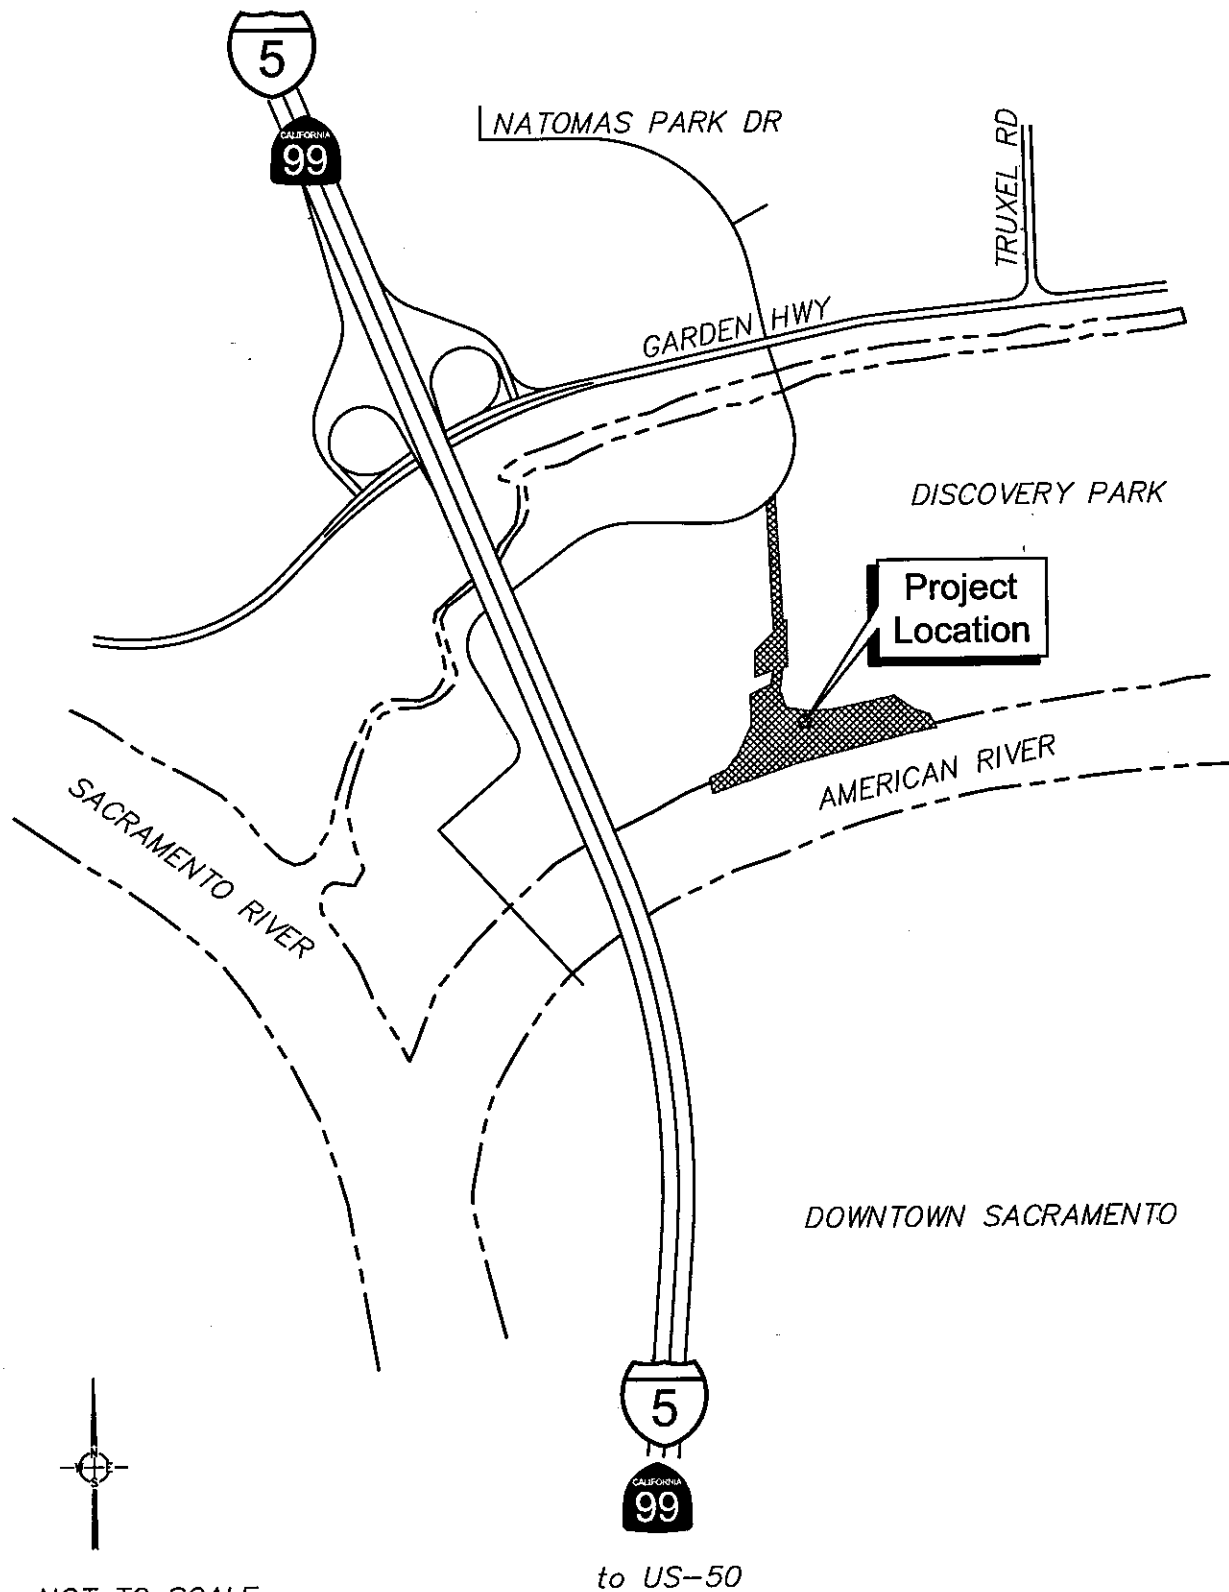 5
CALIFORNIA
99
NATOMAS PARK DR
TRUXEL RD
GARDEN HWY
DISCOVERY PARK
Project
Location
AMERICAN RIVER
SACRAMENTO RIVER
DOWNTOWN SACRAMENTO
5
CALIFORNIA
99
N
W E
S
to US-50
NOT TO SCALE